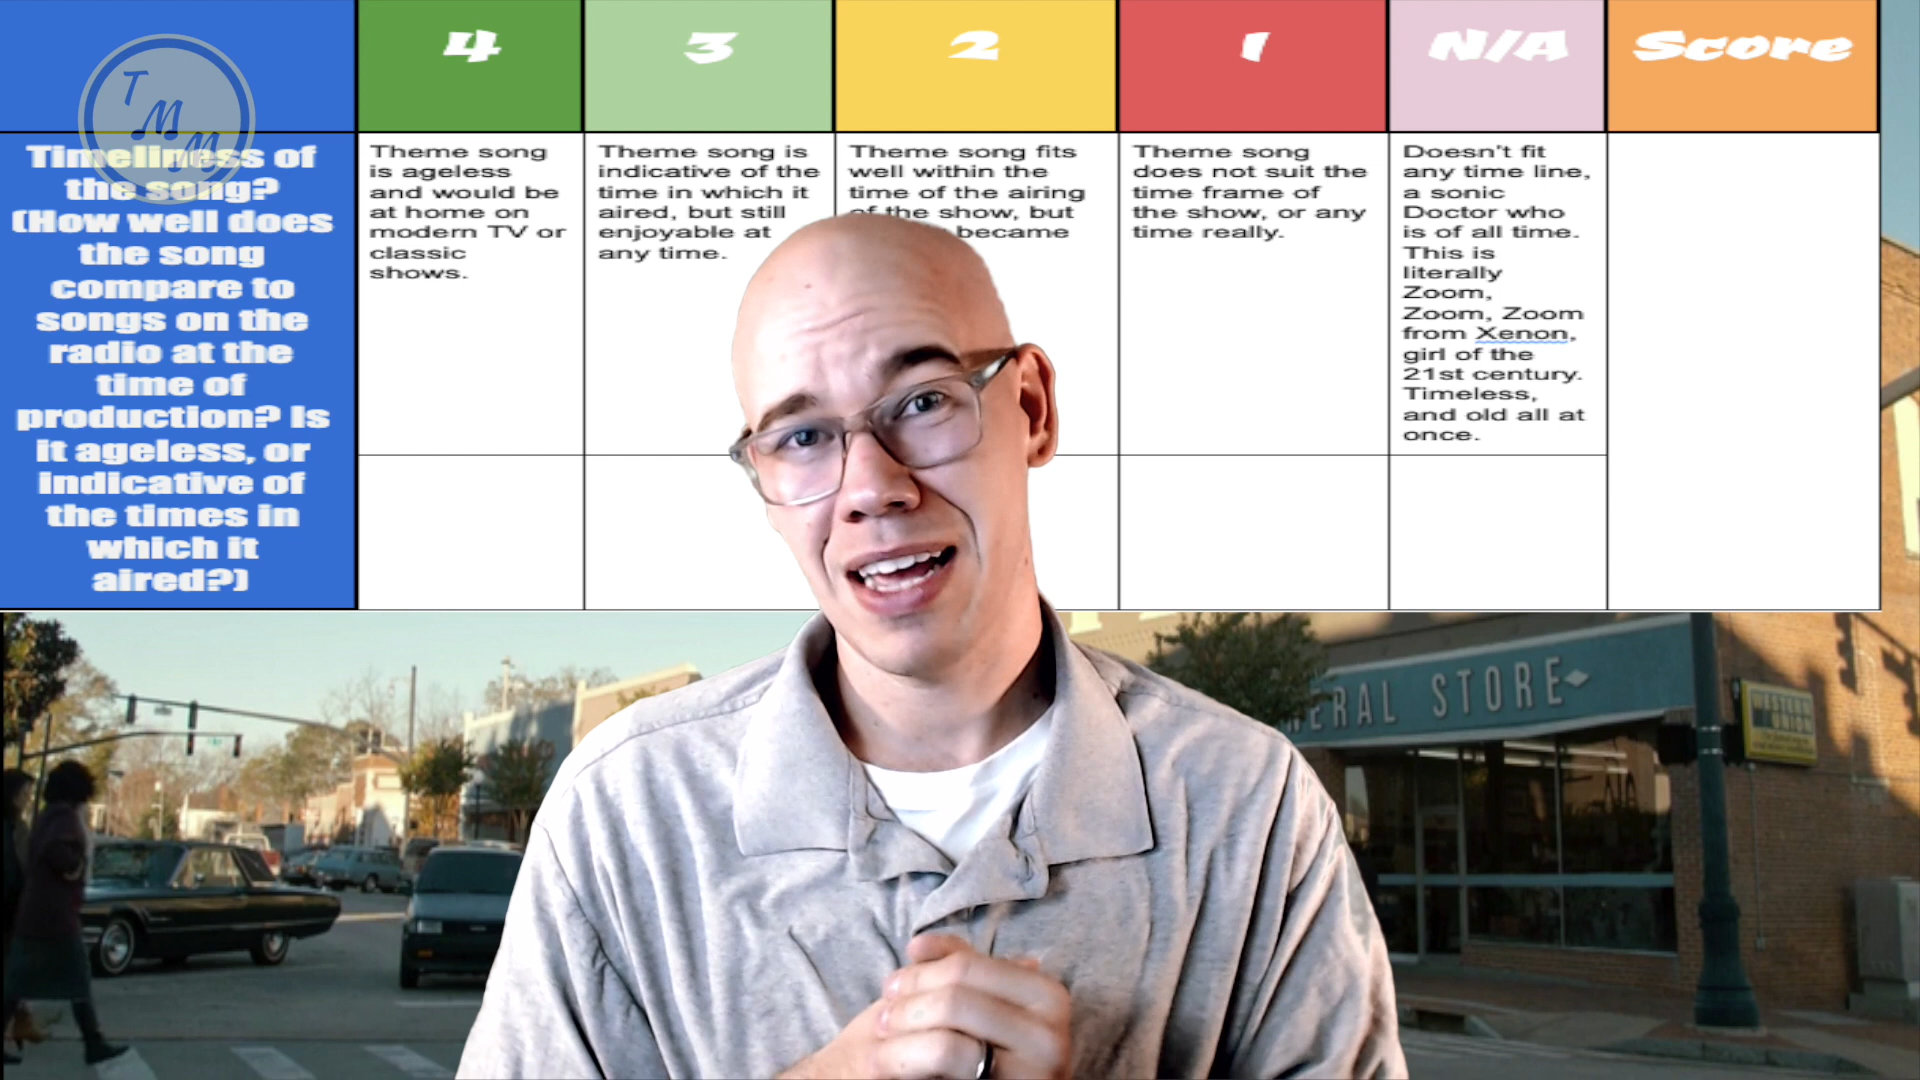 T
M
M
4
3
2
1
N/A
Score
Timeliness of
the song?
(How well does
the song
compare to
songs on the
radio at the
time of
production? Is
it ageless, or
indicative of
the times in
which it
aired?)
Theme song
is ageless
and would be
at home on
modern TV or
classic
shows.
Theme song is
indicative of the
time in which it
aired, but still
enjoyable at
any time.
Theme song fits
well within the
time of the airing
of the show, but
became
Theme song
does not suit the
time frame of
the show, or any
time really.
Doesn't fit
any time line,
a sonic
Doctor who
is of all time.
This is
literally
Zoom,
Zoom, Zoom
from Xenon,
girl of the
21st century.
Timeless,
and old all at
once.
STORE
WESTERN
UNION